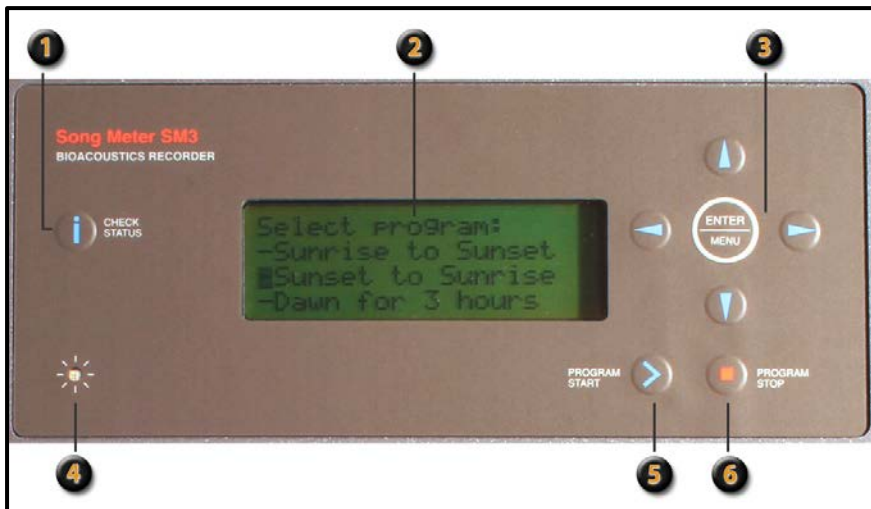 1
2
3
Song Meter SM3
BIOACOUSTICS RECORDER
i
CHECK
STATUS
Select program:
-Sunrise to Sunset
Sunset to Sunrise
-Dawn for 3 hours
ENTER
MENU
PROGRAM
START
PROGRAM
STOP
4
5
6